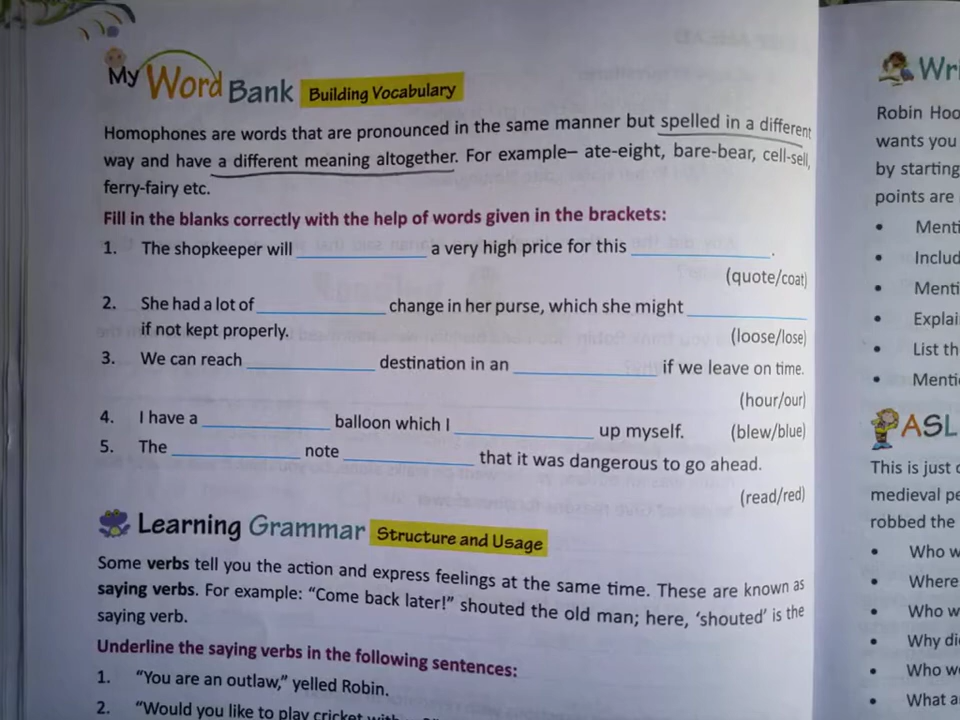 My Word Bank Building Vocabulary
Homophones are words that are pronounced in the same manner but spelled in a different
way and have a different meaning altogether. For example– ate-eight, bare-bear, cell-sell,
ferry-fairy etc.
Fill in the blanks correctly with the help of words given in the brackets:
1. The shopkeeper will ____________ a very high price for this ____________.
(quote/coat)
2. She had a lot of ____________ change in her purse, which she might ____________
if not kept properly. (loose/lose)
3. We can reach ____________ destination in an ____________ if we leave on time.
(hour/our)
4. I have a ____________ balloon which I ____________ up myself. (blew/blue)
5. The ____________ note ____________ that it was dangerous to go ahead.
(read/red)
Learning Grammar Structure and Usage
Some verbs tell you the action and express feelings at the same time. These are known as
saying verbs. For example: “Come back later!” shouted the old man; here, ‘shouted’ is the
saying verb.
Underline the saying verbs in the following sentences:
1. “You are an outlaw,” yelled Robin.
2. “Would you like to play cricket
Robin
wants you
by starting
points are
•
•
•
•
• List
•
ASL
This is just
medieval
robbed the
• Who
• Where
• Who
• Why
• Who
• What